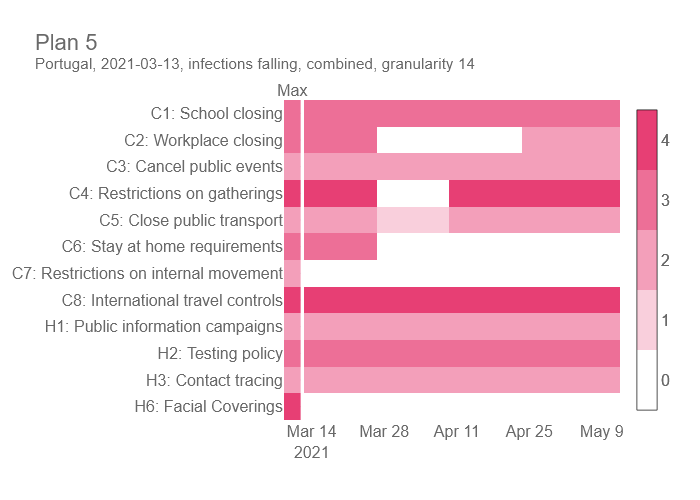 Plan 5
Portugal, 2021-03-13, infections falling, combined, granularity 14
Max
C1: School closing
C2: Workplace closing
C3: Cancel public events
C4: Restrictions on gatherings
C5: Close public transport
C6: Stay at home requirements
C7: Restrictions on internal movement
C8: International travel controls
H1: Public information campaigns
H2: Testing policy
H3: Contact tracing
H6: Facial Coverings
Mar 14 Mar 28 Apr 11 Apr 25 May 9
2021
4
3
2
1
0